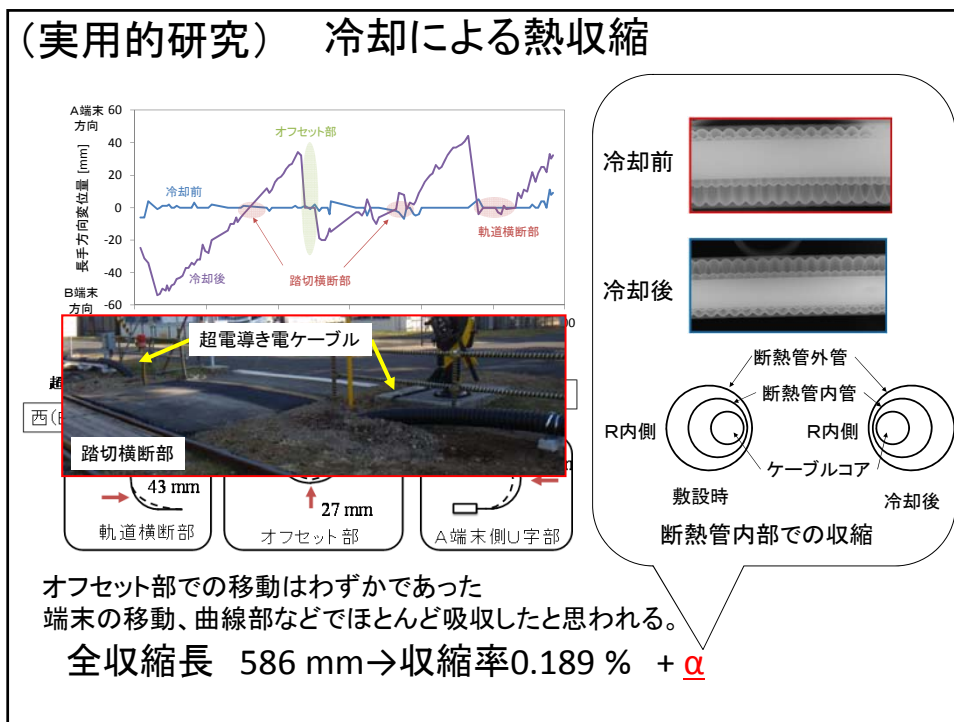 （実用的研究） 冷却による熱収縮
A端末
方向
60
40
20
0
-20
-40
-60
長手方向変位量 [mm]
B端末
方向
オフセット部
冷却前
冷却後
踏切横断部
軌道横断部
00
超電導き電ケーブル
踏切横断部
超
西(
43 mm
軌道横断部
27 mm
オフセット部
A端末側U字部
冷却前
冷却後
断熱管外管
断熱管内管
R内側
R内側
ケーブルコア
敷設時
冷却後
断熱管内部での収縮
オフセット部での移動はわずかであった
端末の移動、曲線部などでほとんど吸収したと思われる。
全収縮長 586 mm→収縮率0.189 % + α